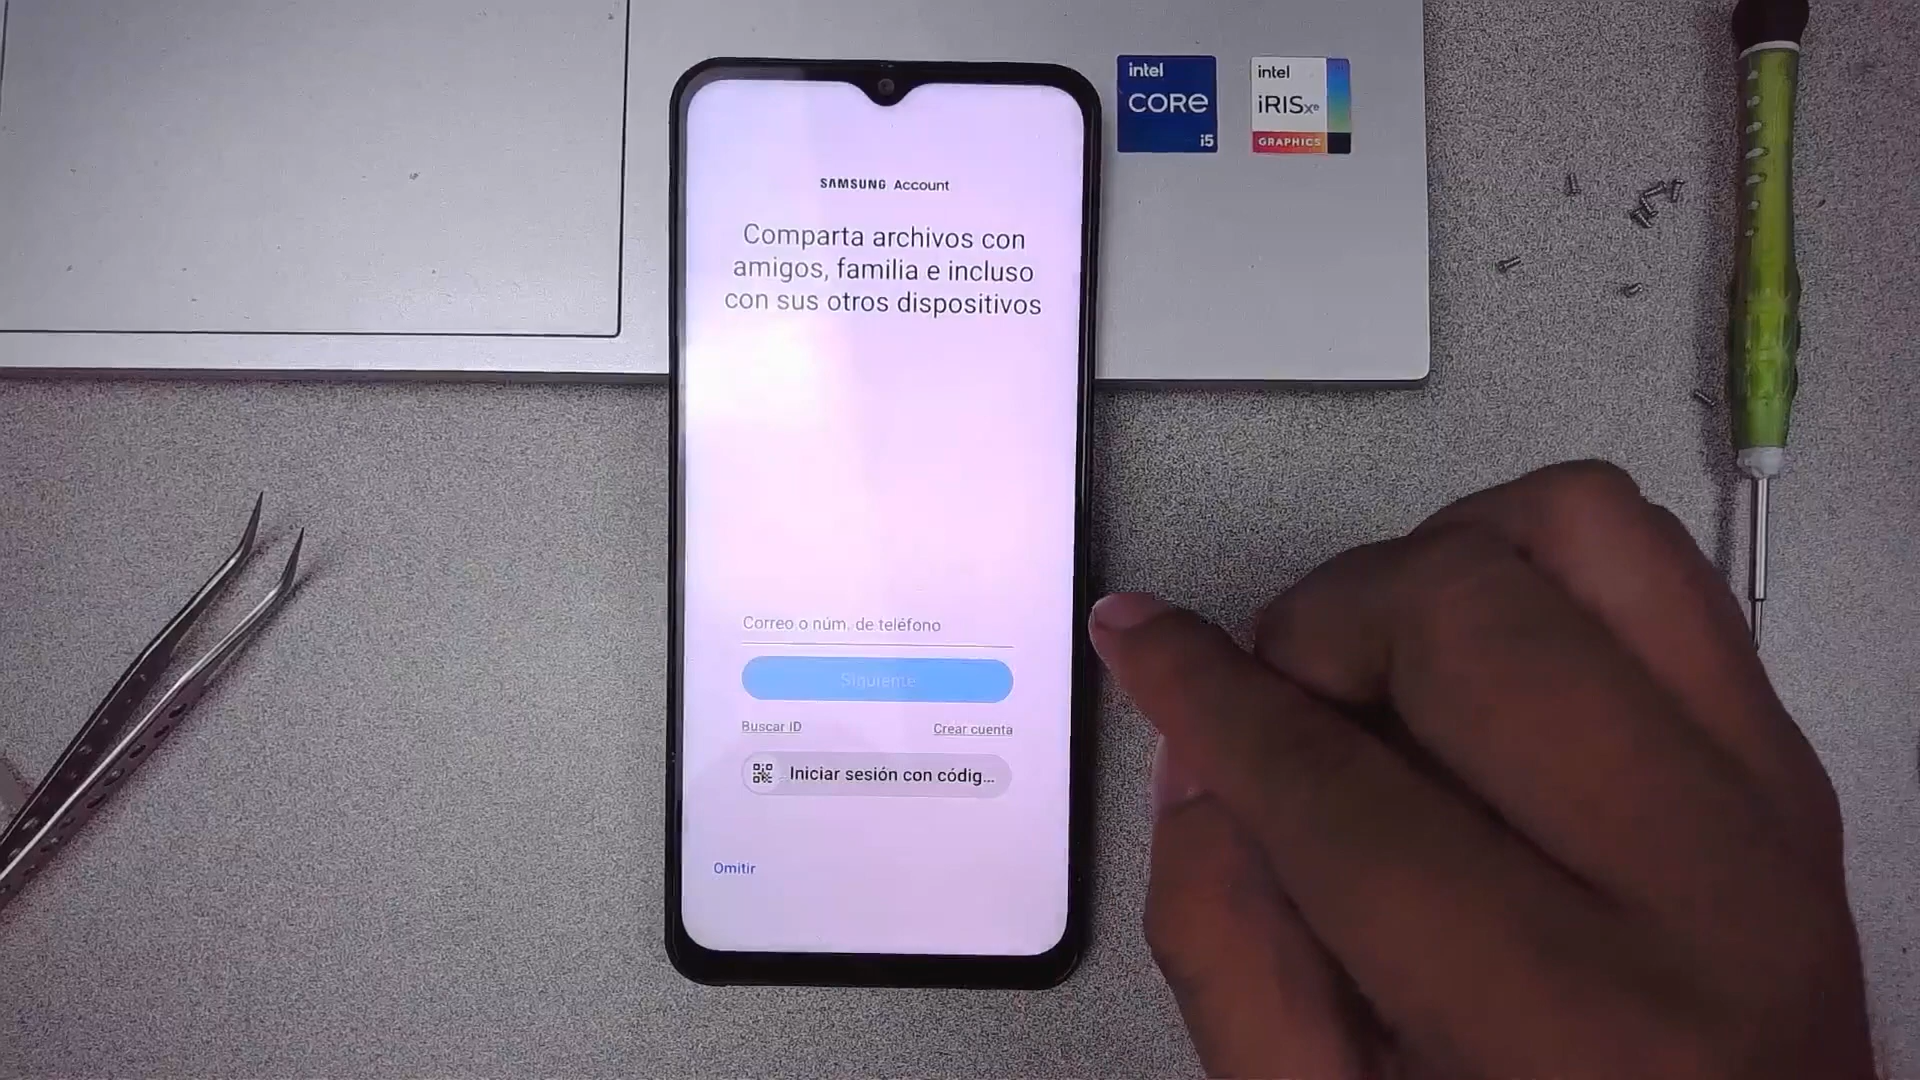 intel
CORE
i5
intel
iRISxe
GRAPHICS
SAMSUNG Account
Comparta archivos con
amigos, familia e incluso
con sus otros dispositivos
Correo o núm. de teléfono
Siguiente
Buscar ID
Crear cuenta
Iniciar sesión con códig...
Omitir